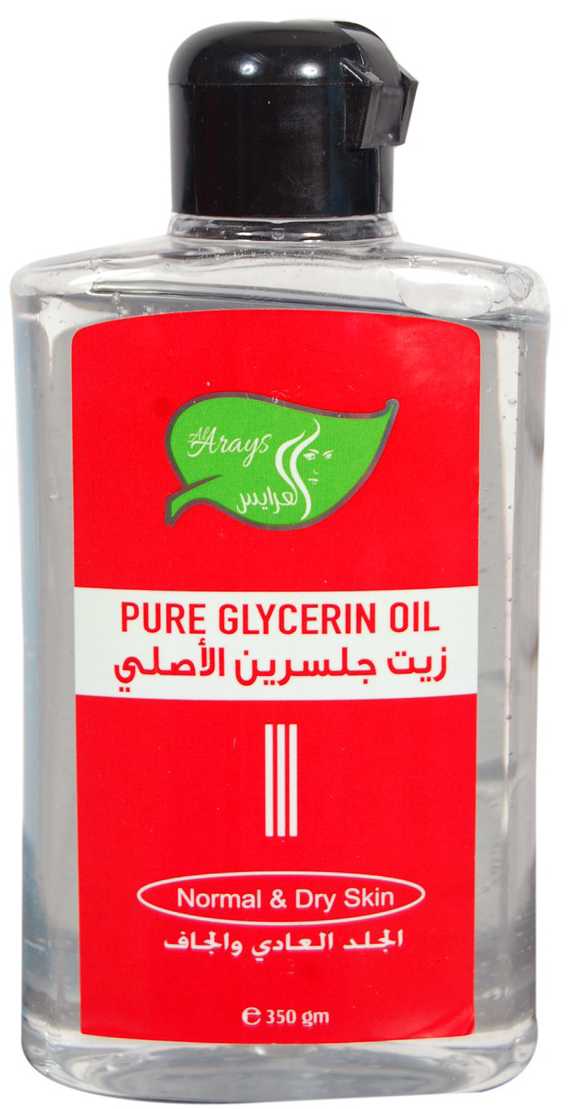 Al Arays
العرايس
PURE GLYCERIN OIL
زيت جلسرين الأصلي
Normal & Dry Skin
الجلد العادي والجاف
℮ 350 gm